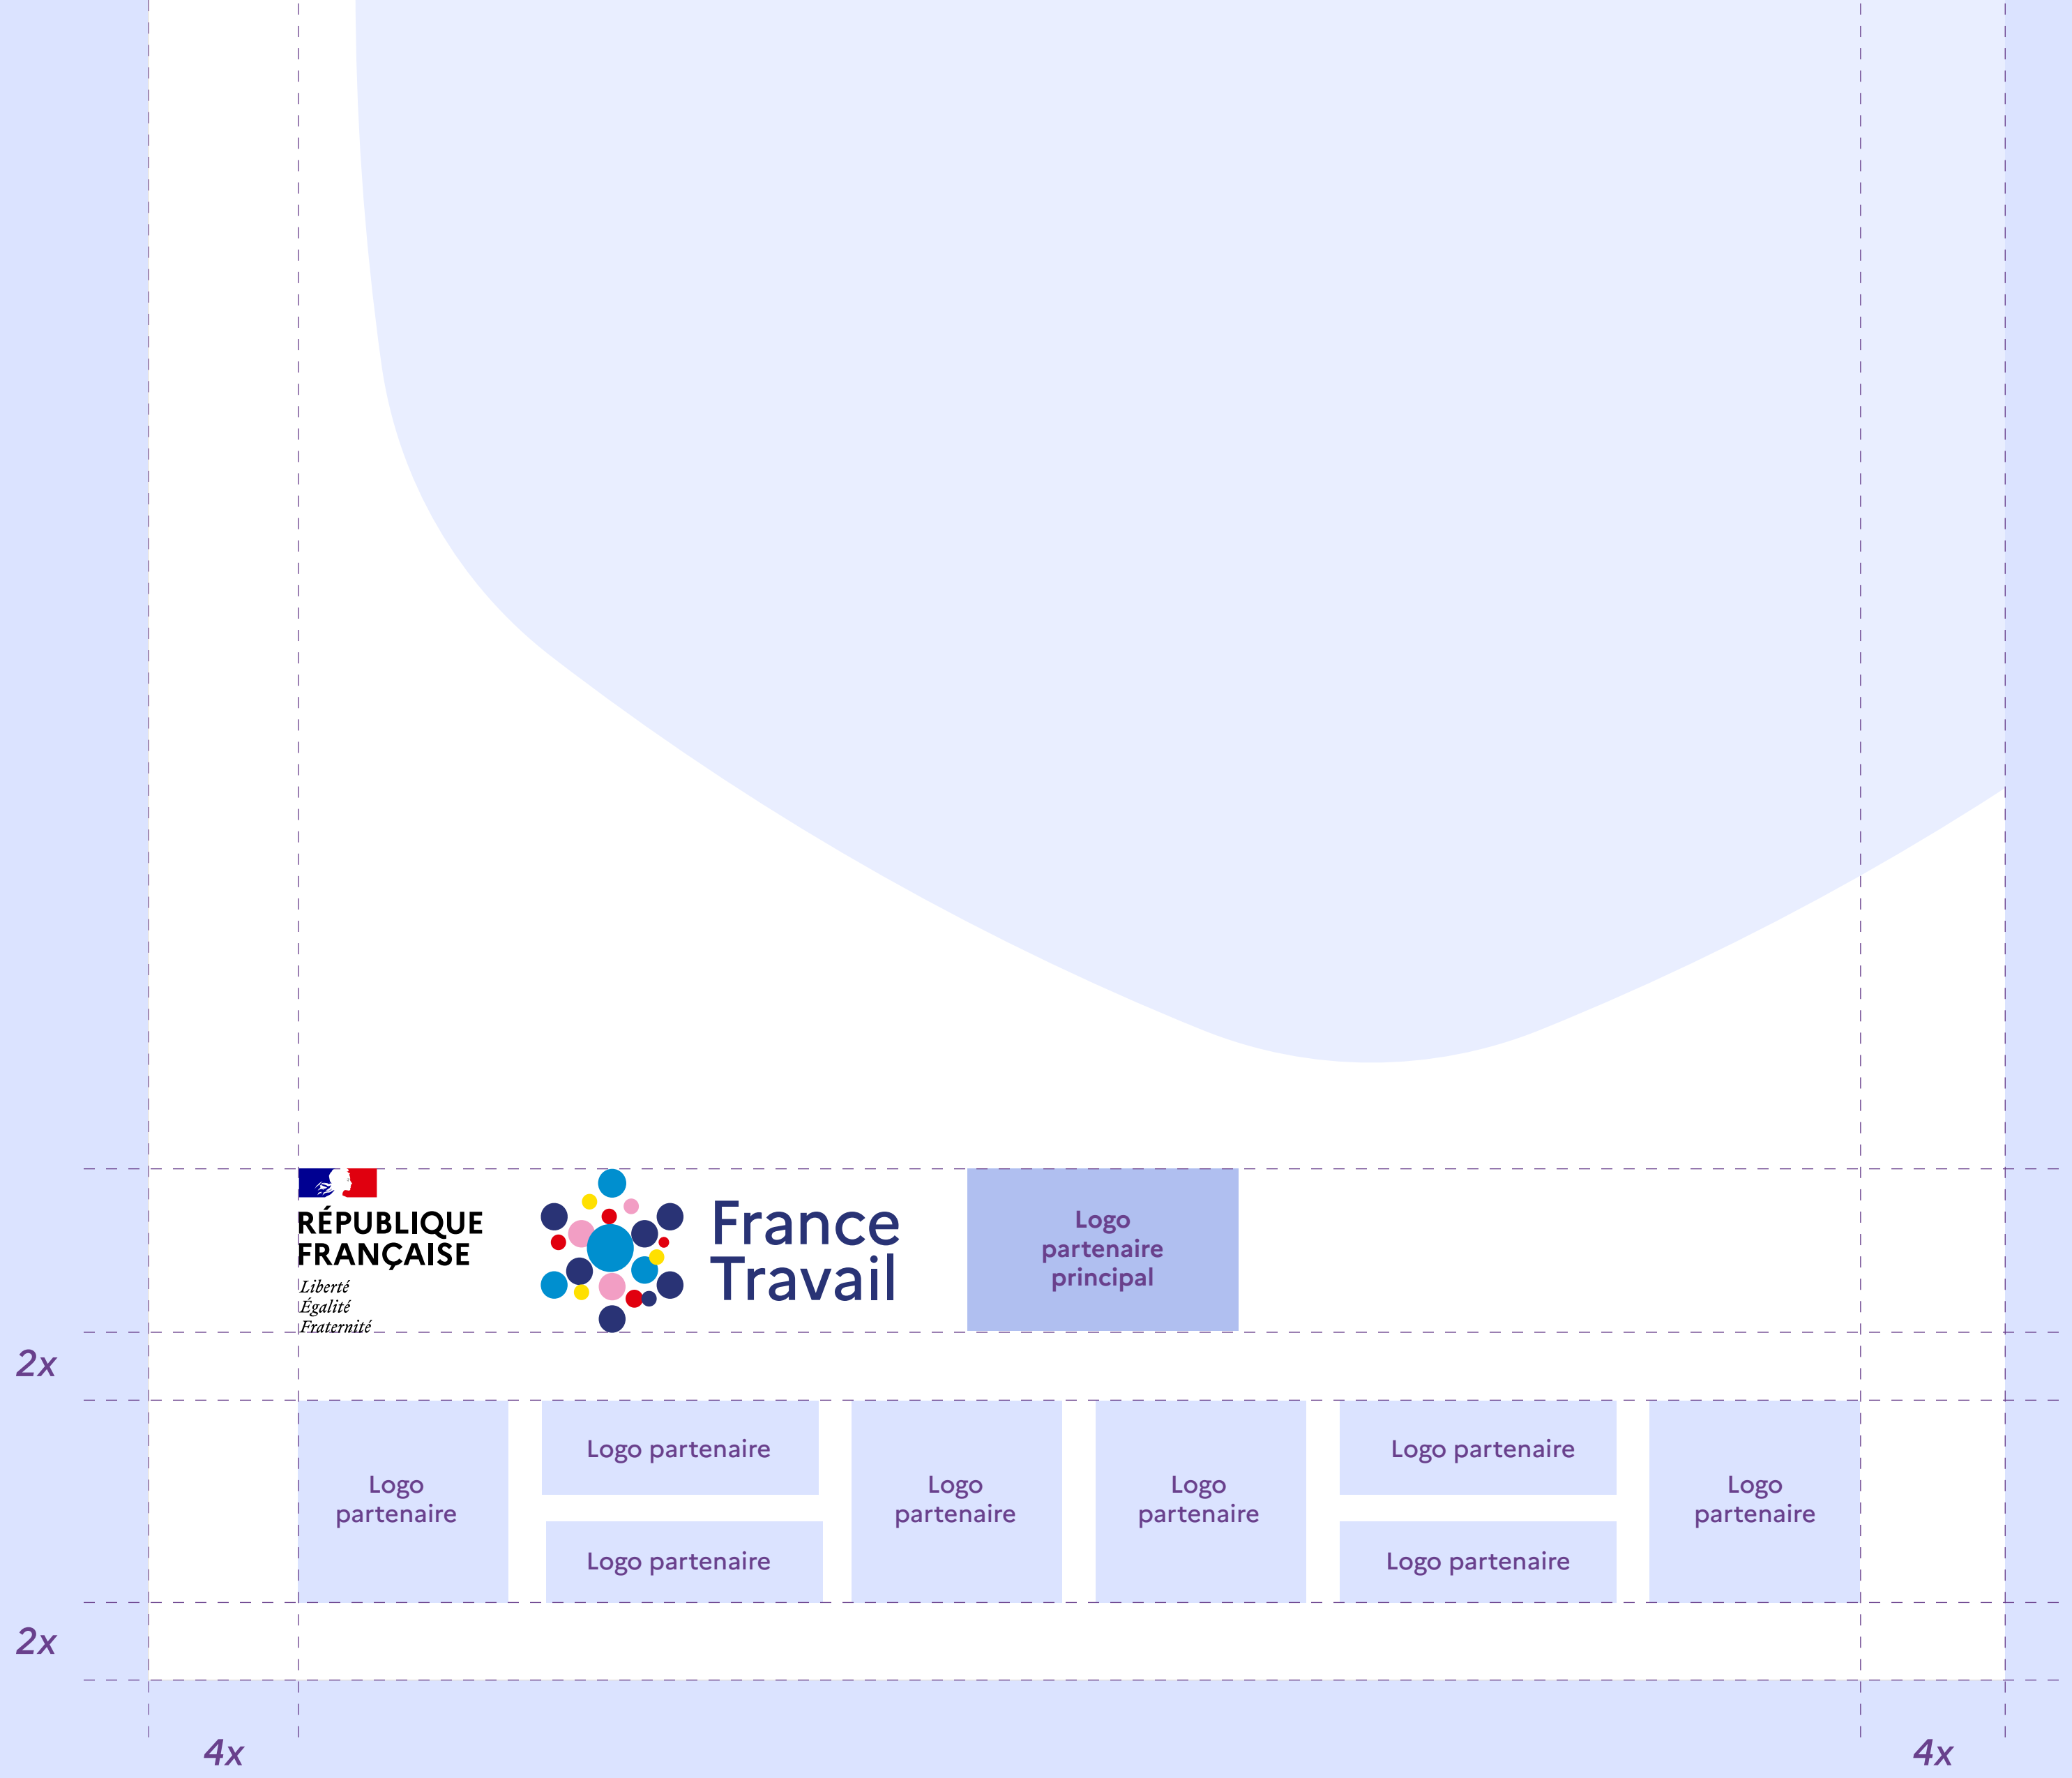 RÉPUBLIQUE
FRANÇAISE
Liberté
Égalité
Fraternité
France
Travail
Logo
partenaire
principal
2x
Logo
partenaire
Logo partenaire
Logo partenaire
Logo
partenaire
Logo
partenaire
Logo partenaire
Logo partenaire
Logo
partenaire
2x
4x
4x